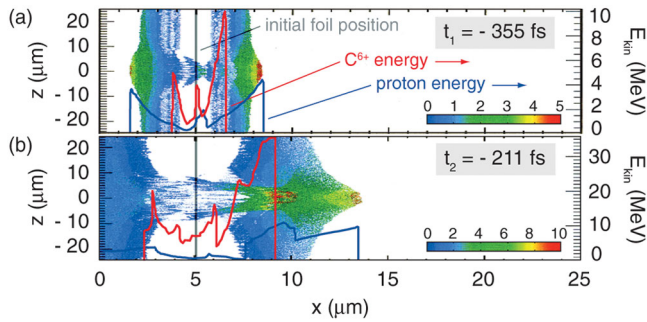 (a)
z (μm)
20
10
0
- 10
- 20
initial foil position
C⁶⁺ energy
proton energy
t₁ = - 355 fs
0 1 2 3 4 5
10
8
6
4
2
0
E_kin (MeV)
(b)
z (μm)
20
10
0
- 10
- 20
t₂ = - 211 fs
0 2 4 6 8 10
30
20
10
0
E_kin (MeV)
0 5 10 15 20 25
x (μm)